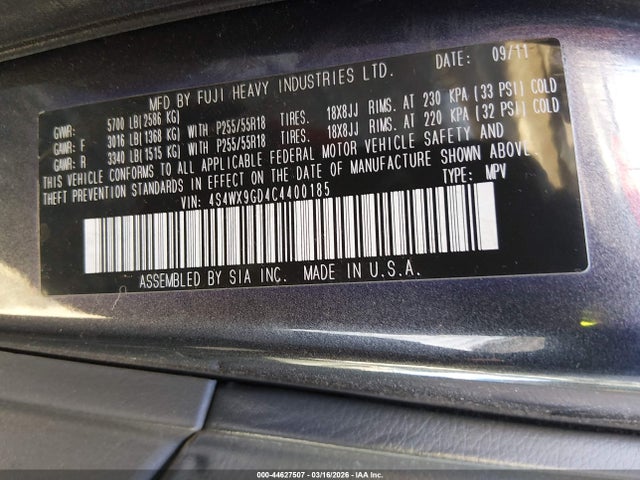 MFD BY FUJI HEAVY INDUSTRIES LTD. DATE: 09/11
GVWR: 5700 LB(2586 KG)
GAWR: F 3016 LB(1368 KG) WITH P255/55R18 TIRES. 18X8JJ RIMS. AT 230 KPA (33 PSI) COLD
GAWR: R 3340 LB(1515 KG) WITH P255/55R18 TIRES. 18X8JJ RIMS. AT 220 KPA (32 PSI) COLD
THIS VEHICLE CONFORMS TO ALL APPLICABLE FEDERAL MOTOR VEHICLE SAFETY AND
THEFT PREVENTION STANDARDS IN EFFECT ON THE DATE OF MANUFACTURE SHOWN ABOVE.
VIN: 4S4WX9GD4C4400185 TYPE: MPV
ASSEMBLED BY SIA INC. MADE IN U.S.A.
000-44627507 - 03/16/2026 - IAAI.COM